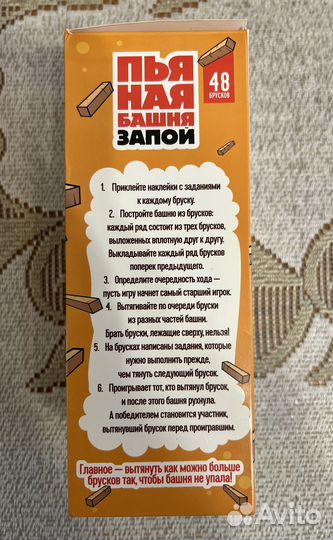 ПЬЯ
НАЯ
БАШНЯ
ЗАПОЙ
48
БРУСКОВ
1. Приклейте наклейки с заданиями
к каждому бруску.
2. Постройте башню из брусков:
каждый ряд состоит из трех брусков,
выложенных вплотную друг к другу.
Выкладывайте каждый ряд брусков
поперек предыдущего.
3. Определите очередность хода –
пусть игру начнет самый старший игрок.
4. Вытягивайте по очереди бруски
из разных частей башни.
Брать бруски, лежащие сверху, нельзя!
5. На брусках написаны задания, которые
нужно выполнить прежде,
чем тянуть следующий брусок.
6. Проигрывает тот, кто вытянул брусок,
и после этого башня рухнула.
А победителем становится участник,
вытянувший брусок перед проигравшим.
Главное — вытянуть как можно больше
брусков так, чтобы башня не упала!
Avito